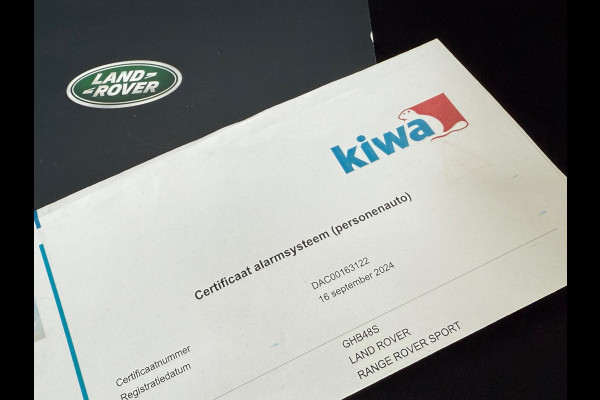 LAND
ROVER
kiwa
Certificaat alarmsysteem (personenauto)
Certificaatnummer DAC00163122
Registratiedatum 16 september 2024
GHB48S
LAND ROVER
RANGE ROVER SPORT